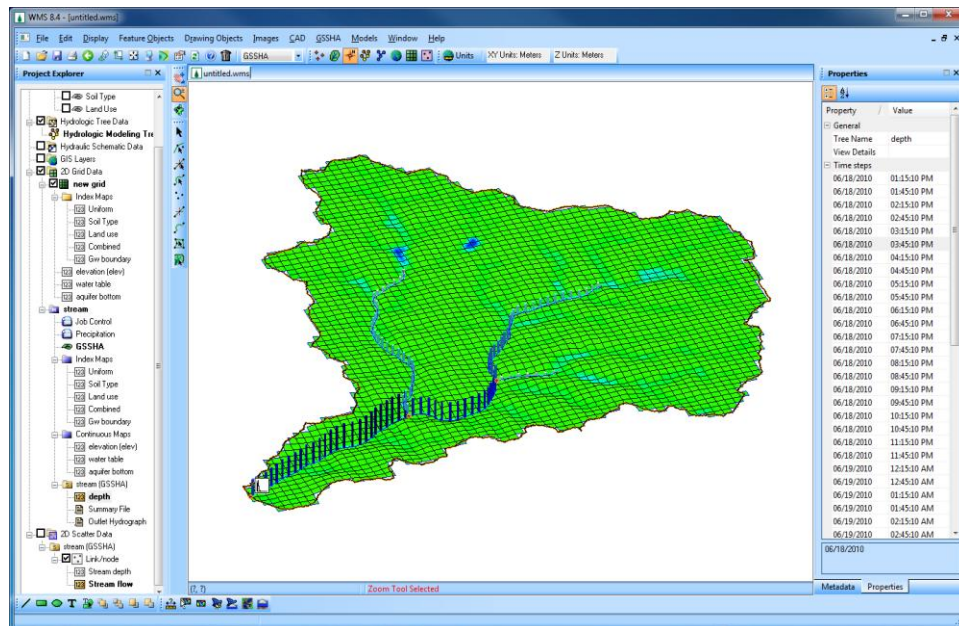 WMS 8.4 - [untitled.wms]
File Edit Display Feature Objects Drawing Objects Images CAD GSSHA Models Window Help
GSSHA Units XY Units: Meters Z Units: Meters
Project Explorer
Soil Type
Land Use
Hydrologic Tree Data
Hydrologic Modeling Tre
Hydraulic Schematic Data
GIS Layers
2D Grid Data
new grid
Index Maps
Uniform
Soil Type
Land use
Combined
Gw boundary
elevation (elev)
water table
aquifer bottom
stream
Job Control
Precipitation
GSSHA
Index Maps
Uniform
Soil Type
Land use
Combined
Gw boundary
Continuous Maps
elevation (elev)
water table
aquifer bottom
stream (GSSHA)
depth
Summary File
Outlet Hydrograph
2D Scatter Data
stream (GSSHA)
Link/node
Stream depth
Stream flow
untitled.wms
(?, ?) Zoom Tool Selected
Properties
Property / Value
General
Tree Name depth
View Details
Time steps
06/18/2010 01:15:10 PM
06/18/2010 01:45:10 PM
06/18/2010 02:15:10 PM
06/18/2010 02:45:10 PM
06/18/2010 03:15:10 PM
06/18/2010 03:45:10 PM
06/18/2010 04:15:10 PM
06/18/2010 04:45:10 PM
06/18/2010 05:15:10 PM
06/18/2010 05:45:10 PM
06/18/2010 06:15:10 PM
06/18/2010 06:45:10 PM
06/18/2010 07:15:10 PM
06/18/2010 07:45:10 PM
06/18/2010 08:15:10 PM
06/18/2010 08:45:10 PM
06/18/2010 09:15:10 PM
06/18/2010 09:45:10 PM
06/18/2010 10:15:10 PM
06/18/2010 10:45:10 PM
06/18/2010 11:15:10 PM
06/18/2010 11:45:10 PM
06/19/2010 12:15:10 AM
06/19/2010 12:45:10 AM
06/19/2010 01:15:10 AM
06/19/2010 01:45:10 AM
06/19/2010 02:15:10 AM
06/19/2010 02:45:10 AM
06/18/2010
Metadata Properties